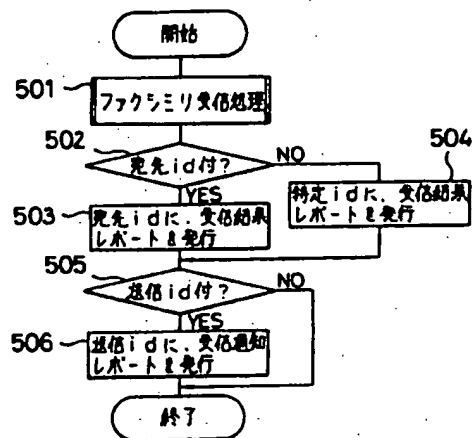 開始
501
ファクシミリ受信処理
502
宛先id付?
NO
504
YES
503
宛先idに、受信結果
レポートを発行
特定idに、受信結果
レポートを発行
505
送信id付?
NO
YES
506
送信idに、受信通知
レポートを発行
終了